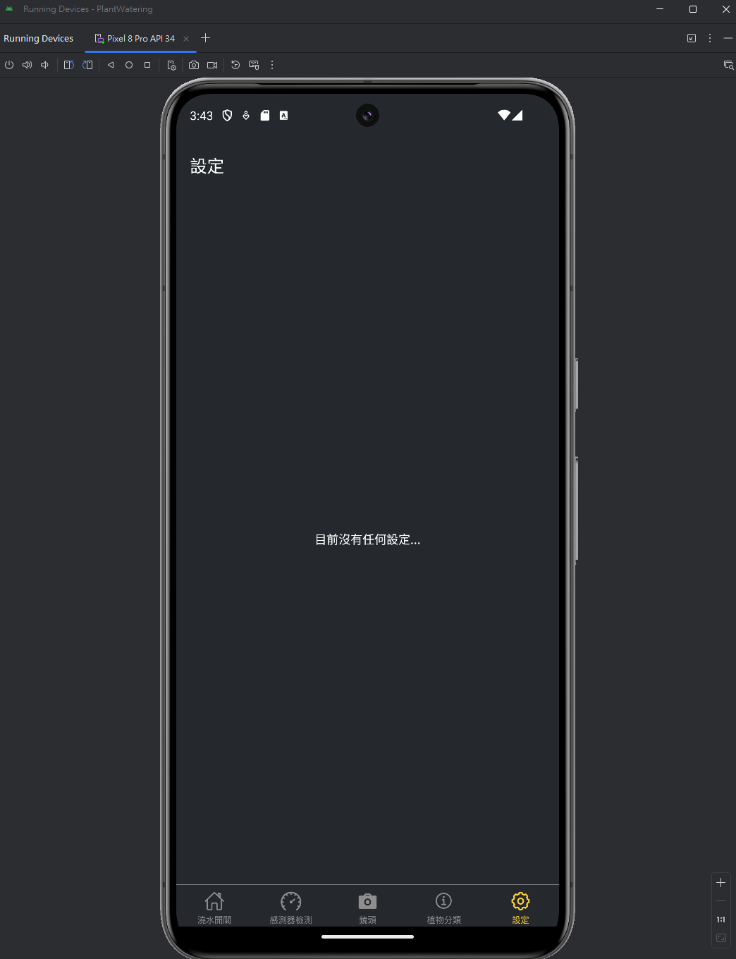 Running Devices - PlantWatering
Running Devices
Pixel 8 Pro API 34
3:43
A
設定
目前沒有任何設定...
1:1
流水開關
感測器檢測
鏡頭
植物分類
設定